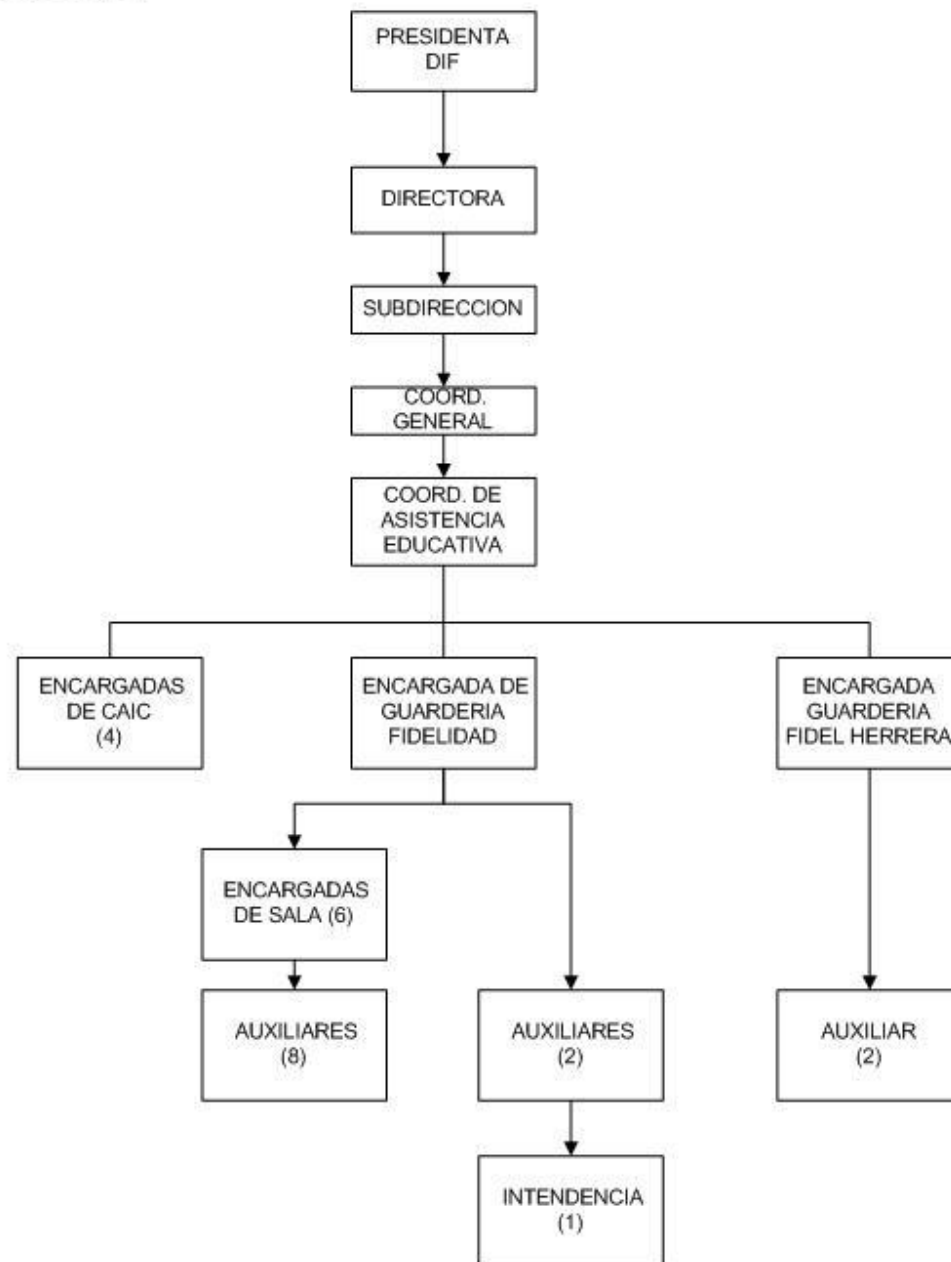 PRESIDENTA
DIF
DIRECTORA
SUBDIRECCION
COORD.
GENERAL
COORD. DE
ASISTENCIA
EDUCATIVA
ENCARGADAS
DE CAIC
(4)
ENCARGADA DE
GUARDERIA
FIDELIDAD
ENCARGADA
GUARDERIA
FIDEL HERRERA
ENCARGADAS
DE SALA (6)
AUXILIARES
(8)
AUXILIARES
(2)
AUXILIAR
(2)
INTENDENCIA
(1)